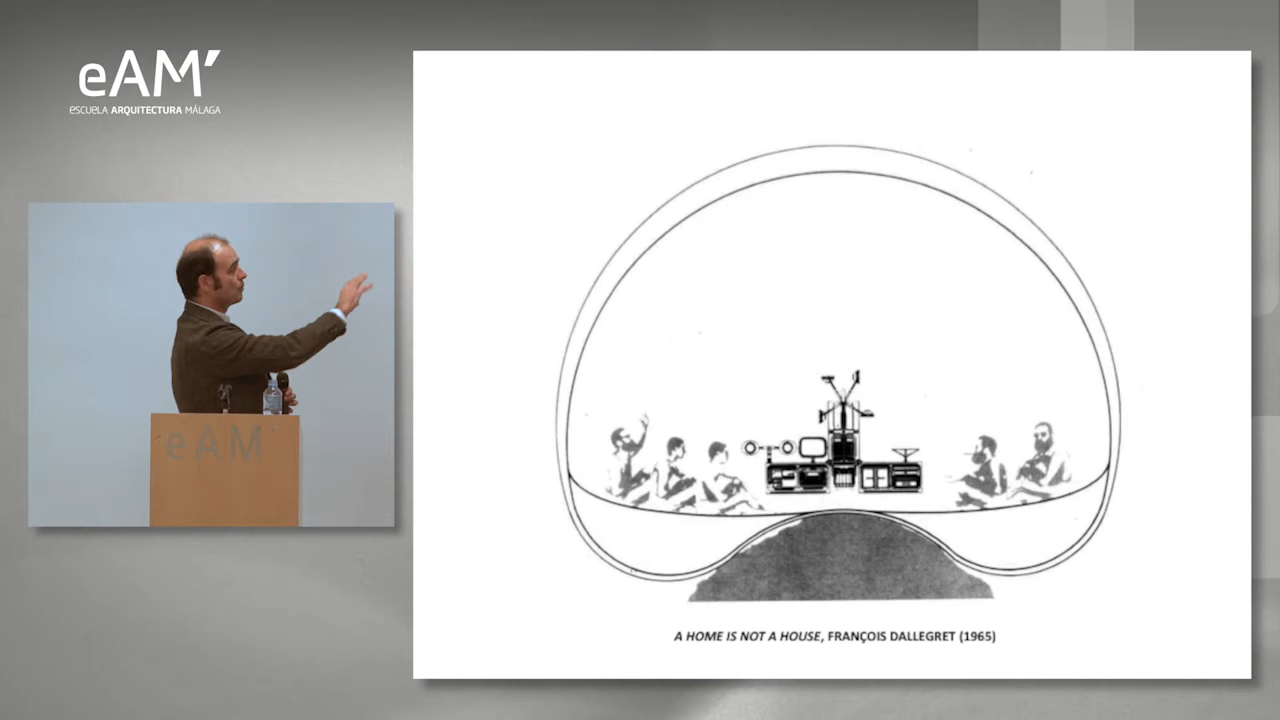 eAM'
ESCUELA ARQUITECTURA MÁLAGA
eAM'
A HOME IS NOT A HOUSE, FRANÇOIS DALLEGRET (1965)